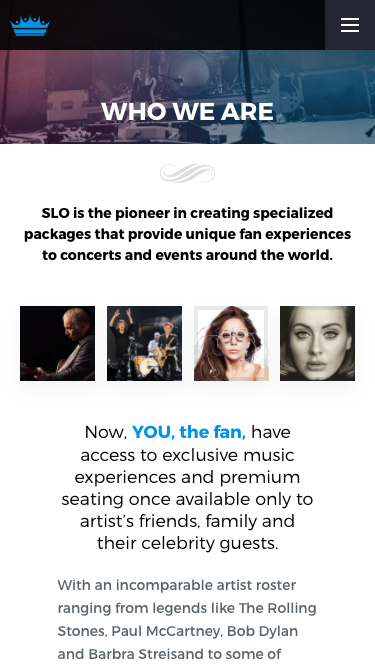 WHO WE ARE
SLO is the pioneer in creating specialized
packages that provide unique fan experiences
to concerts and events around the world.
Now, YOU, the fan, have
access to exclusive music
experiences and premium
seating once available only to
artist’s friends, family and
their celebrity guests.
With an incomparable artist roster
ranging from legends like The Rolling
Stones, Paul McCartney, Bob Dylan
and Barbra Streisand to some of